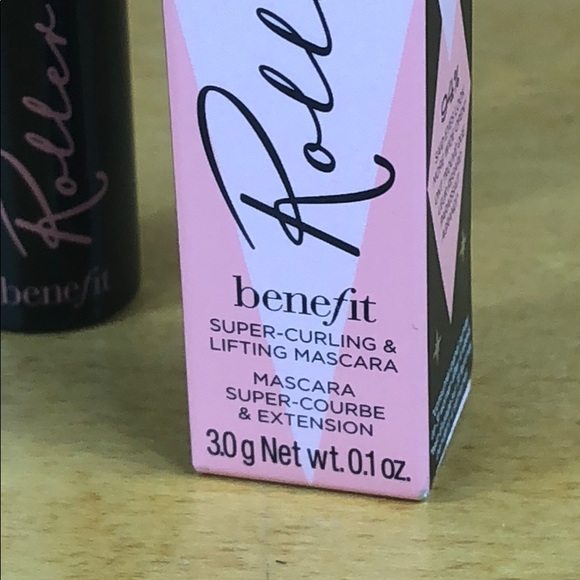 Roller
benefit
Roll
benefit
SUPER-CURLING &
LIFTING MASCARA
MASCARA
SUPER-COURBE
& EXTENSION
3.0 g Net wt. 0.1 oz.
94%